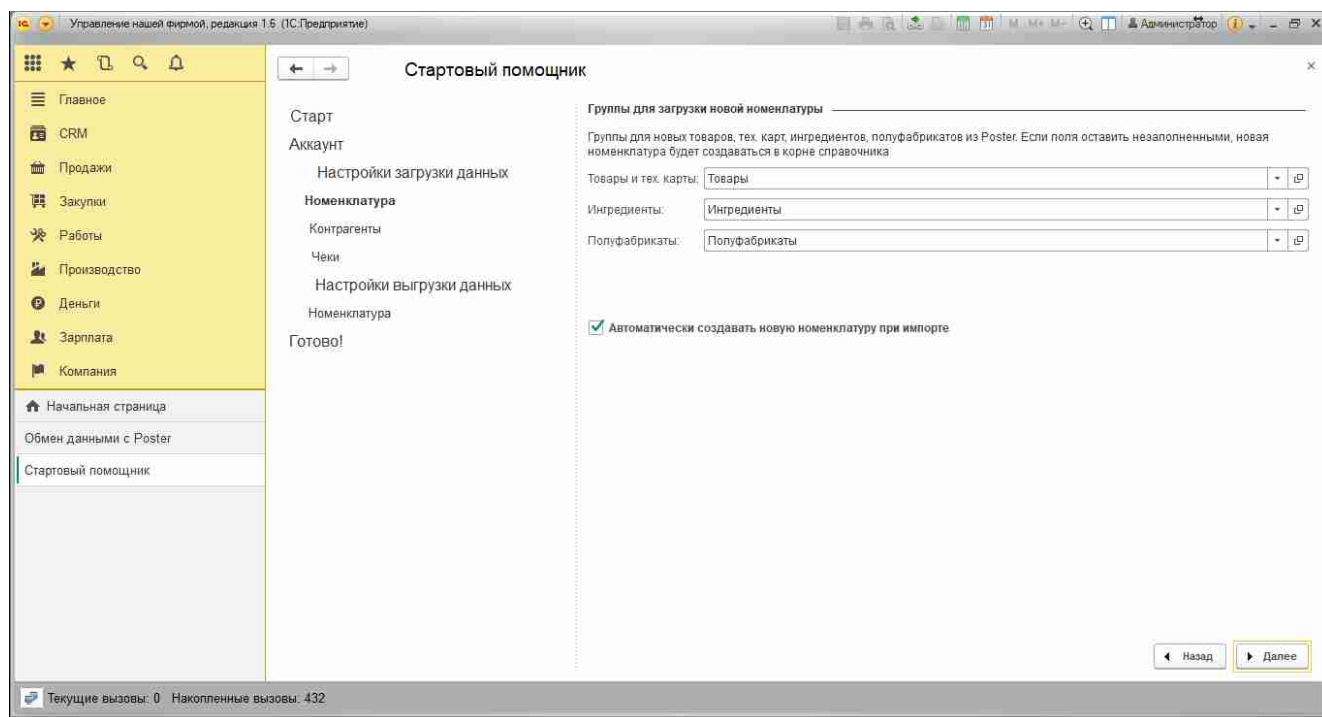 1С Управление нашей фирмой, редакция 1.6 (1С:Предприятие)
M M+ M- Администратор
Стартовый помощник
Главное
CRM
Продажи
Закупки
Работы
Производство
Деньги
Зарплата
Компания
Начальная страница
Обмен данными с Poster
Стартовый помощник
Старт
Аккаунт
Настройки загрузки данных
Номенклатура
Контрагенты
Чеки
Настройки выгрузки данных
Номенклатура
Готово!
Группы для загрузки новой номенклатуры
Группы для новых товаров, тех. карт, ингредиентов, полуфабрикатов из Poster. Если поля оставить незаполненными, новая
номенклатура будет создаваться в корне справочника
Товары и тех. карты: Товары
Ингредиенты: Ингредиенты
Полуфабрикаты: Полуфабрикаты
Автоматически создавать новую номенклатуру при импорте
Назад Далее
Текущие вызовы: 0 Накопленные вызовы: 432